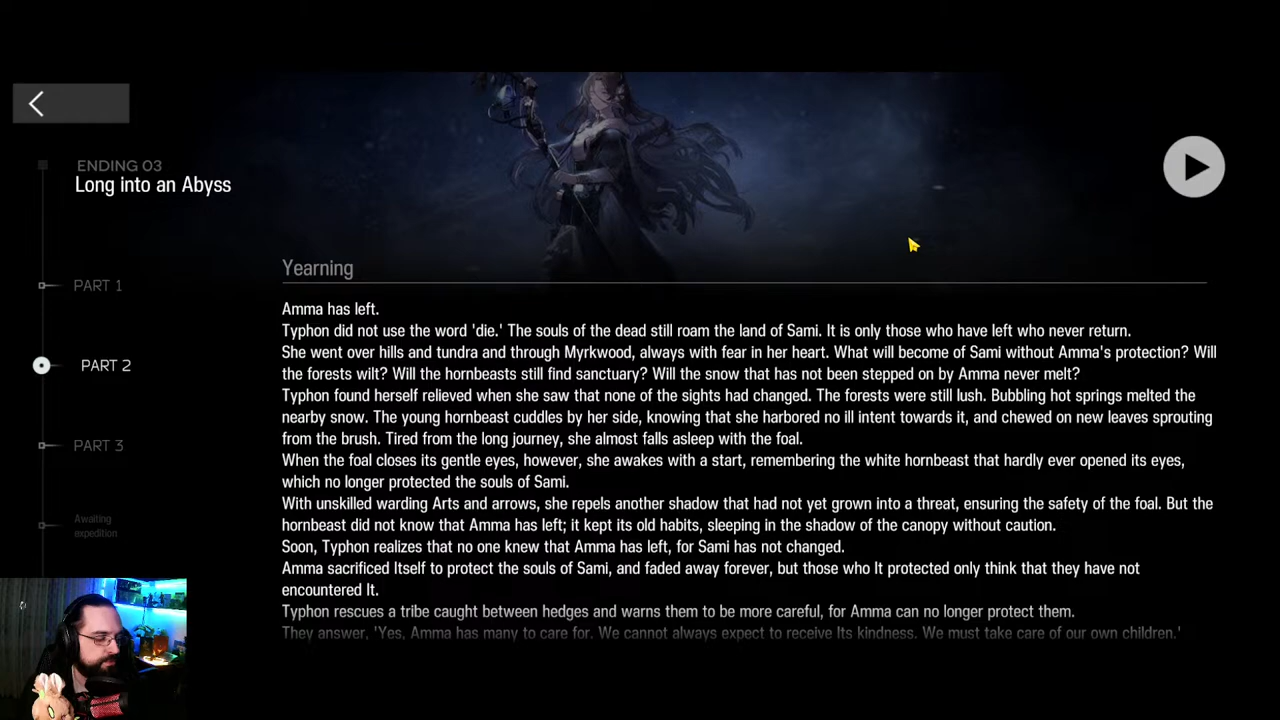 ENDING 03
Long into an Abyss
PART 1
PART 2
PART 3
Awaiting
expedition
Yearning
Amma has left.
Typhon did not use the word 'die.' The souls of the dead still roam the land of Sami. It is only those who have left who never return.
She went over hills and tundra and through Myrkwood, always with fear in her heart. What will become of Sami without Amma's protection? Will
the forests wilt? Will the hornbeasts still find sanctuary? Will the snow that has not been stepped on by Amma never melt?
Typhon found herself relieved when she saw that none of the sights had changed. The forests were still lush. Bubbling hot springs melted the
nearby snow. The young hornbeast cuddles by her side, knowing that she harbored no ill intent towards it, and chewed on new leaves sprouting
from the brush. Tired from the long journey, she almost falls asleep with the foal.
When the foal closes its gentle eyes, however, she awakes with a start, remembering the white hornbeast that hardly ever opened its eyes,
which no longer protected the souls of Sami.
With unskilled warding Arts and arrows, she repels another shadow that had not yet grown into a threat, ensuring the safety of the foal. But the
hornbeast did not know that Amma has left; it kept its old habits, sleeping in the shadow of the canopy without caution.
Soon, Typhon realizes that no one knew that Amma has left, for Sami has not changed.
Amma sacrificed Itself to protect the souls of Sami, and faded away forever, but those who It protected only think that they have not
encountered It.
Typhon rescues a tribe caught between hedges and warns them to be more careful, for Amma can no longer protect them.
They answer, 'Yes, Amma has many to care for. We cannot always expect to receive Its kindness. We must take care of our own children.'